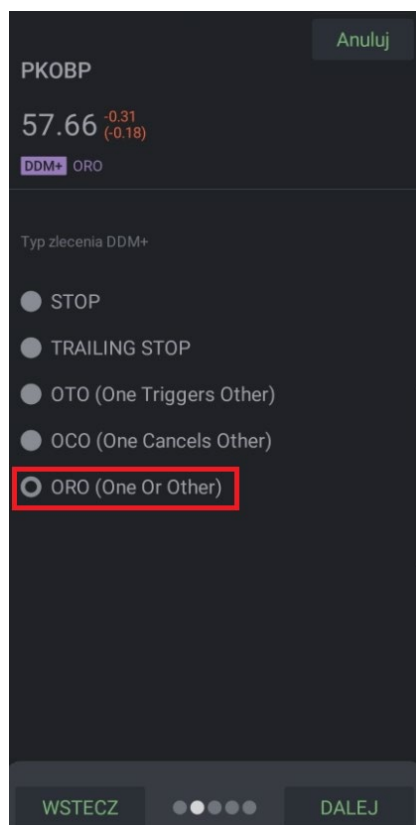 Anuluj
PKOBP
57.66 -0.31
(-0.18)
DDM+ ORO
Typ zlecenia DDM+
STOP
TRAILING STOP
OTO (One Triggers Other)
OCO (One Cancels Other)
ORO (One Or Other)
WSTECZ DALEJ